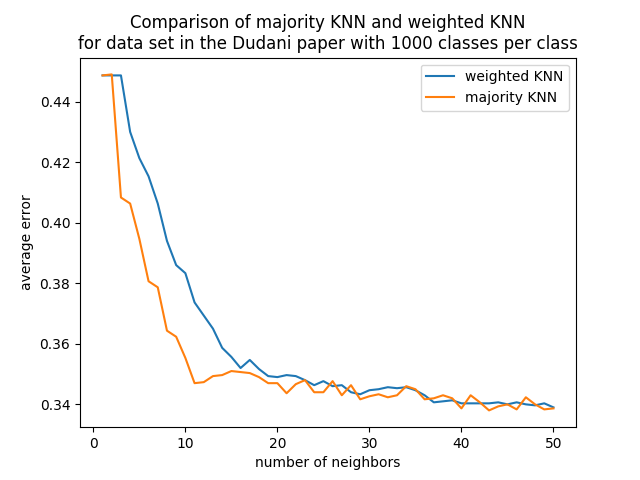 Comparison of majority KNN and weighted KNN
for data set in the Dudani paper with 1000 classes per class
weighted KNN
majority KNN
0.44
0.42
0.40
0.38
0.36
0.34
average error
0 10 20 30 40 50
number of neighbors